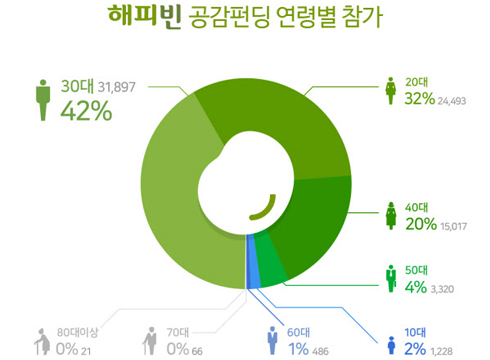 해피빈 공감펀딩 연령별 참가
30대 31,897
42%
20대
32% 24,493
40대
20% 15,017
50대
4% 3,320
80대이상
0% 21
70대
0% 66
60대
1% 486
10대
2% 1,228